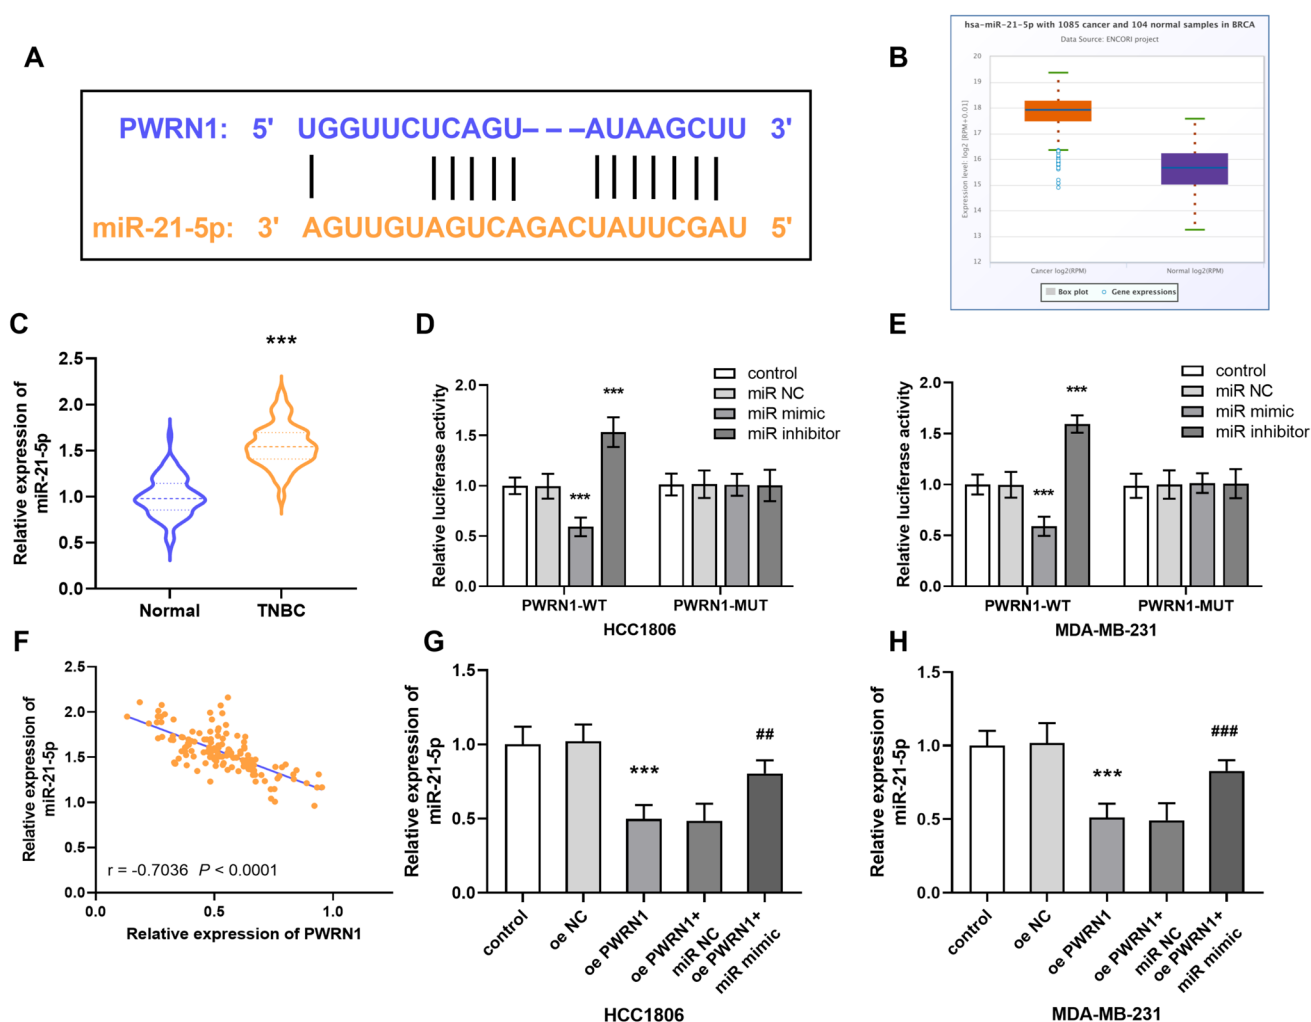 A
PWRN1: 5' UGGUUCUCAGU– – –AUAAGCUU 3'
miR-21-5p: 3' AGUUGUAGUCAGACUAUUCGAU 5'
B
hsa-miR-21-5p with 1085 cancer and 104 normal samples in BRCA
Data Source: ENCORI project
Expression level: log2 [RPM+0.01]
20
19
18
17
16
15
14
13
12
Cancer log2(RPM)
Normal log2(RPM)
Box plot
Gene expressions
C
Relative expression of
miR-21-5p
2.5
2.0
1.5
1.0
0.5
0.0
***
Normal
TNBC
D
Relative luciferase activity
2.0
1.5
1.0
0.5
0.0
control
miR NC
miR mimic
miR inhibitor
***
***
PWRN1-WT
PWRN1-MUT
HCC1806
E
Relative luciferase activity
2.0
1.5
1.0
0.5
0.0
control
miR NC
miR mimic
miR inhibitor
***
***
PWRN1-WT
PWRN1-MUT
MDA-MB-231
F
Relative expression of
miR-21-5p
2.5
2.0
1.5
1.0
0.5
0.0
r = -0.7036 P < 0.0001
0.0
0.5
1.0
Relative expression of PWRN1
G
Relative expression of
miR-21-5p
1.5
1.0
0.5
0.0
***
##
control
oe NC
oe PWRN1
oe PWRN1+
miR NC
oe PWRN1+
miR mimic
HCC1806
H
Relative expression of
miR-21-5p
1.5
1.0
0.5
0.0
***
###
control
oe NC
oe PWRN1
oe PWRN1+
miR NC
oe PWRN1+
miR mimic
MDA-MB-231